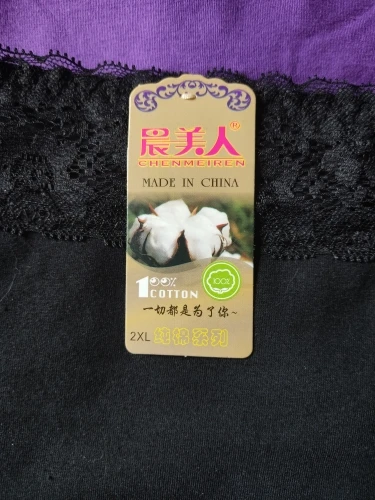 晨美人®
CHENMEIREN
MADE IN CHINA
100%
COTTON
100%
一切都是为了你~
2XL 纯棉系列